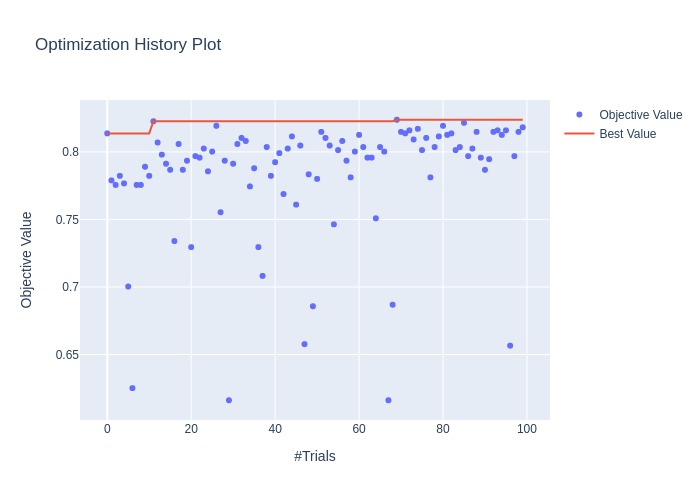 Optimization History Plot
Objective Value
Best Value
0.8
0.75
0.7
0.65
Objective Value
0
20
40
60
80
100
#Trials